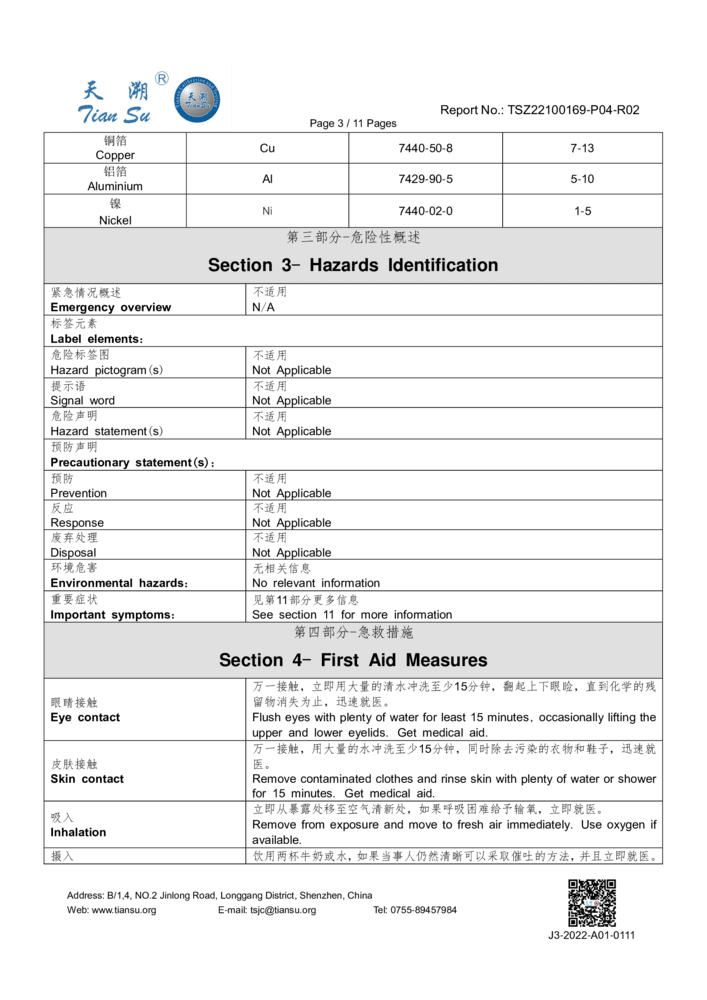 天溯®
Tian Su
Report No.: TSZ22100169-P04-R02
Page 3 / 11 Pages
铜箔
Copper
Cu
7440-50-8
7-13
铝箔
Aluminium
Al
7429-90-5
5-10
镍
Nickel
Ni
7440-02-0
1-5
第三部分-危险性概述
Section 3- Hazards Identification
紧急情况概述
Emergency overview
不适用
N/A
标签元素
Label elements:
危险标签图
Hazard pictogram(s)
不适用
Not Applicable
提示语
Signal word
不适用
Not Applicable
危险声明
Hazard statement(s)
不适用
Not Applicable
预防声明
Precautionary statement(s):
预防
Prevention
不适用
Not Applicable
反应
Response
不适用
Not Applicable
废弃处理
Disposal
不适用
Not Applicable
环境危害
Environmental hazards:
无相关信息
No relevant information
重要症状
Important symptoms:
见第11部分更多信息
See section 11 for more information
第四部分-急救措施
Section 4- First Aid Measures
眼睛接触
Eye contact
万一接触，立即用大量的清水冲洗至少15分钟，翻起上下眼睑，直到化学的残
留物消失为止，迅速就医。
Flush eyes with plenty of water for least 15 minutes, occasionally lifting the
upper and lower eyelids. Get medical aid.
皮肤接触
Skin contact
万一接触，用大量的水冲洗至少15分钟，同时除去污染的衣物和鞋子，迅速就
医。
Remove contaminated clothes and rinse skin with plenty of water or shower
for 15 minutes. Get medical aid.
吸入
Inhalation
立即从暴露处移至空气清新处，如果呼吸困难给予输氧，立即就医。
Remove from exposure and move to fresh air immediately. Use oxygen if
available.
摄入
饮用两杯牛奶或水，如果当事人仍然清晰可以采取催吐的方法，并且立即就医。
Address: B/1,4, NO.2 Jinlong Road, Longgang District, Shenzhen, China
Web: www.tiansu.org
E-mail: tsjc@tiansu.org
Tel: 0755-89457984
J3-2022-A01-0111